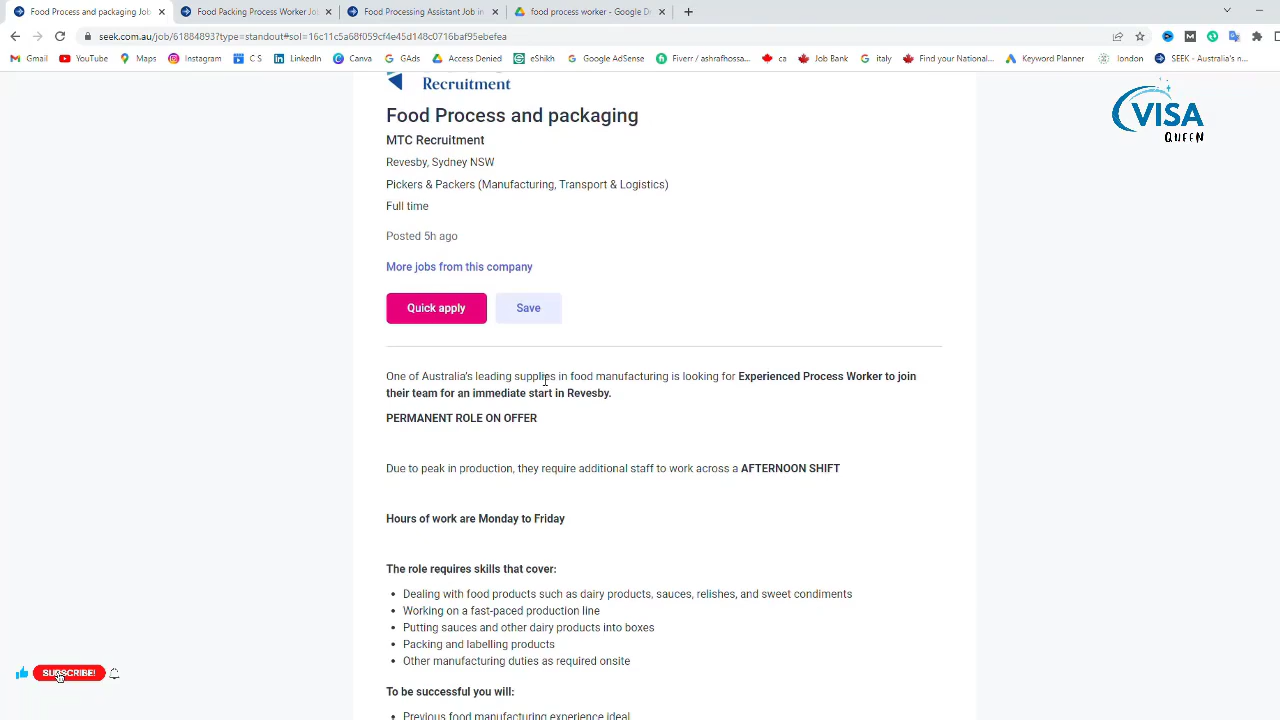 Food Process and packaging Job
Food Packing Process Worker Jo
Food Processing Assistant Job in
food process worker - Google D
seek.com.au/job/61884893?type=standout#sol=16c11c5a68f059cf4e45d148c0716baf95ebefea
Gmail
YouTube
Maps
Instagram
C S
LinkedIn
Canva
GAds
Access Denied
eShikh
Google AdSense
Fiverr / ashrafhossa...
ca
Job Bank
italy
Find your National...
Keyword Planner
london
SEEK - Australia's n...
Recruitment
VISA
QUEEN
Food Process and packaging
MTC Recruitment
Revesby, Sydney NSW
Pickers & Packers (Manufacturing, Transport & Logistics)
Full time
Posted 5h ago
More jobs from this company
Quick apply
Save
One of Australia's leading supplies in food manufacturing is looking for Experienced Process Worker to join
their team for an immediate start in Revesby.
PERMANENT ROLE ON OFFER
Due to peak in production, they require additional staff to work across a AFTERNOON SHIFT
Hours of work are Monday to Friday
The role requires skills that cover:
• Dealing with food products such as dairy products, sauces, relishes, and sweet condiments
• Working on a fast-paced production line
• Putting sauces and other dairy products into boxes
• Packing and labelling products
• Other manufacturing duties as required onsite
SUBSCRIBE!
To be successful you will:
• Previous food manufacturing experience ideal